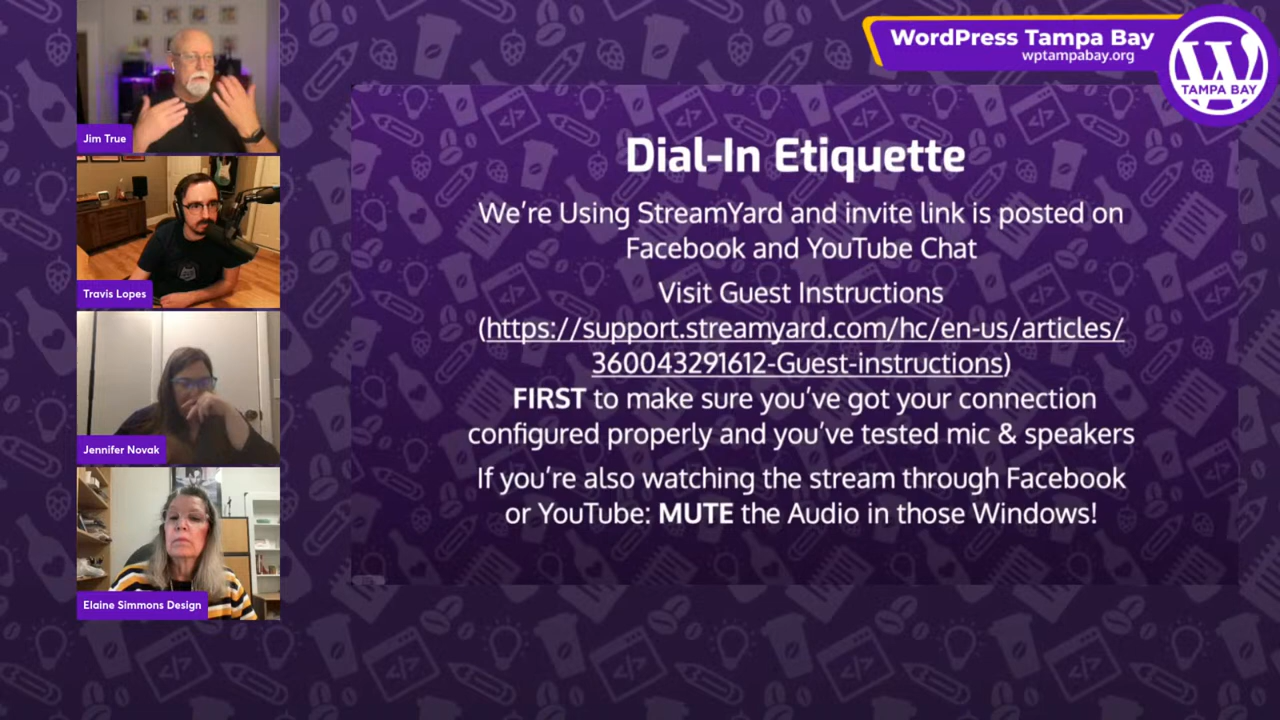 WordPress Tampa Bay
wptampabay.org
TAMPA BAY
Jim True
Travis Lopes
Jennifer Novak
Elaine Simmons Design
Dial-In Etiquette
We're Using StreamYard and invite link is posted on
Facebook and YouTube Chat
Visit Guest Instructions
(https://support.streamyard.com/hc/en-us/articles/
360043291612-Guest-instructions)
FIRST to make sure you've got your connection
configured properly and you've tested mic & speakers
If you're also watching the stream through Facebook
or YouTube: MUTE the Audio in those Windows!